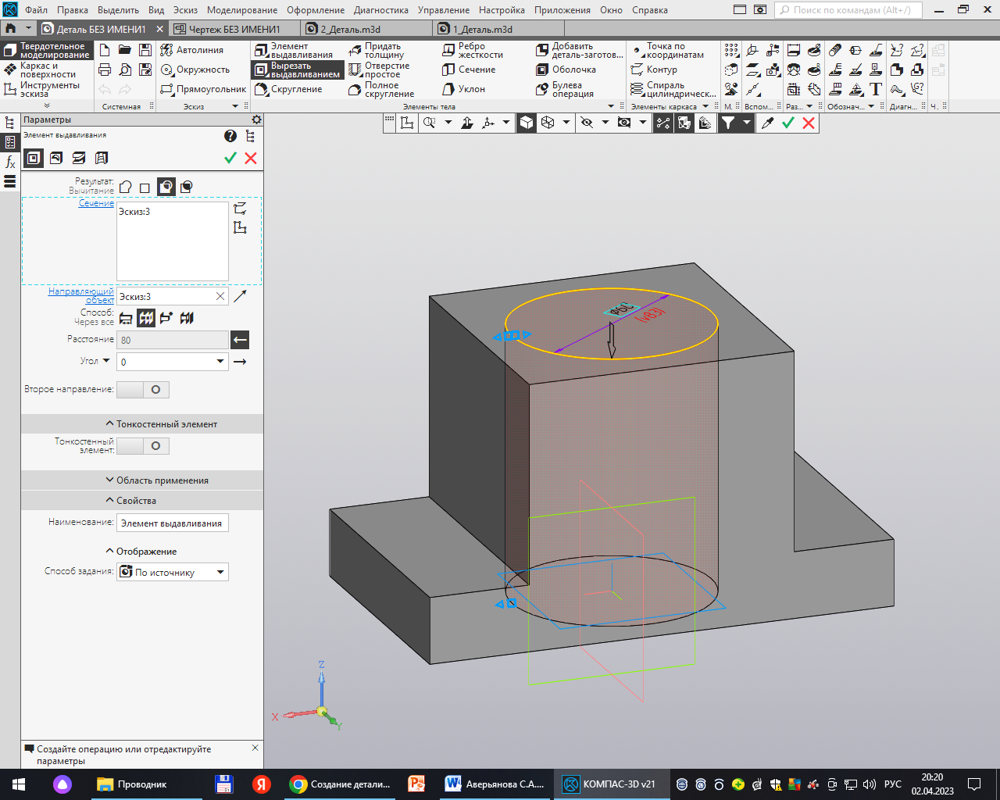 Файл Правка Выделить Вид Эскиз Моделирование Оформление Диагностика Управление Настройка Приложения Окно Справка
Поиск по командам (Alt+/)
Деталь БЕЗ ИМЕНИ1
Чертеж БЕЗ ИМЕНИ1
2_Деталь.m3d
1_Деталь.m3d
Твердотельное моделирование
Каркас и поверхности
Инструменты эскиза
Системная
Автолиния
Окружность
Прямоугольник
Эскиз
Элемент выдавливания
Вырезать выдавливанием
Скругление
Придать толщину
Отверстие простое
Полное скругление
Ребро жесткости
Сечение
Уклон
Добавить деталь-заготов...
Оболочка
Булева операция
Элементы тела
Точка по координатам
Контур
Спираль цилиндрическ...
Элементы каркаса
М.
Вспом...
Раз...
Обознач...
Диагн...
Ч.
Параметры
Элемент выдавливания
Результат:
Вычитание
Сечение
Эскиз:3
Направляющий объект
Эскиз:3
Способ:
Через все
Расстояние
80
Угол
0
Второе направление:
Тонкостенный элемент
Тонкостенный элемент:
Область применения
Свойства
Наименование:
Элемент выдавливания
Отображение
Способ задания:
По источнику
Создайте операцию или отредактируйте параметры
(v83)
Z
X
Y
Проводник
Создание детали...
Аверьянова С.А....
КОМПАС-3D v21
РУС
20:20
02.04.2023